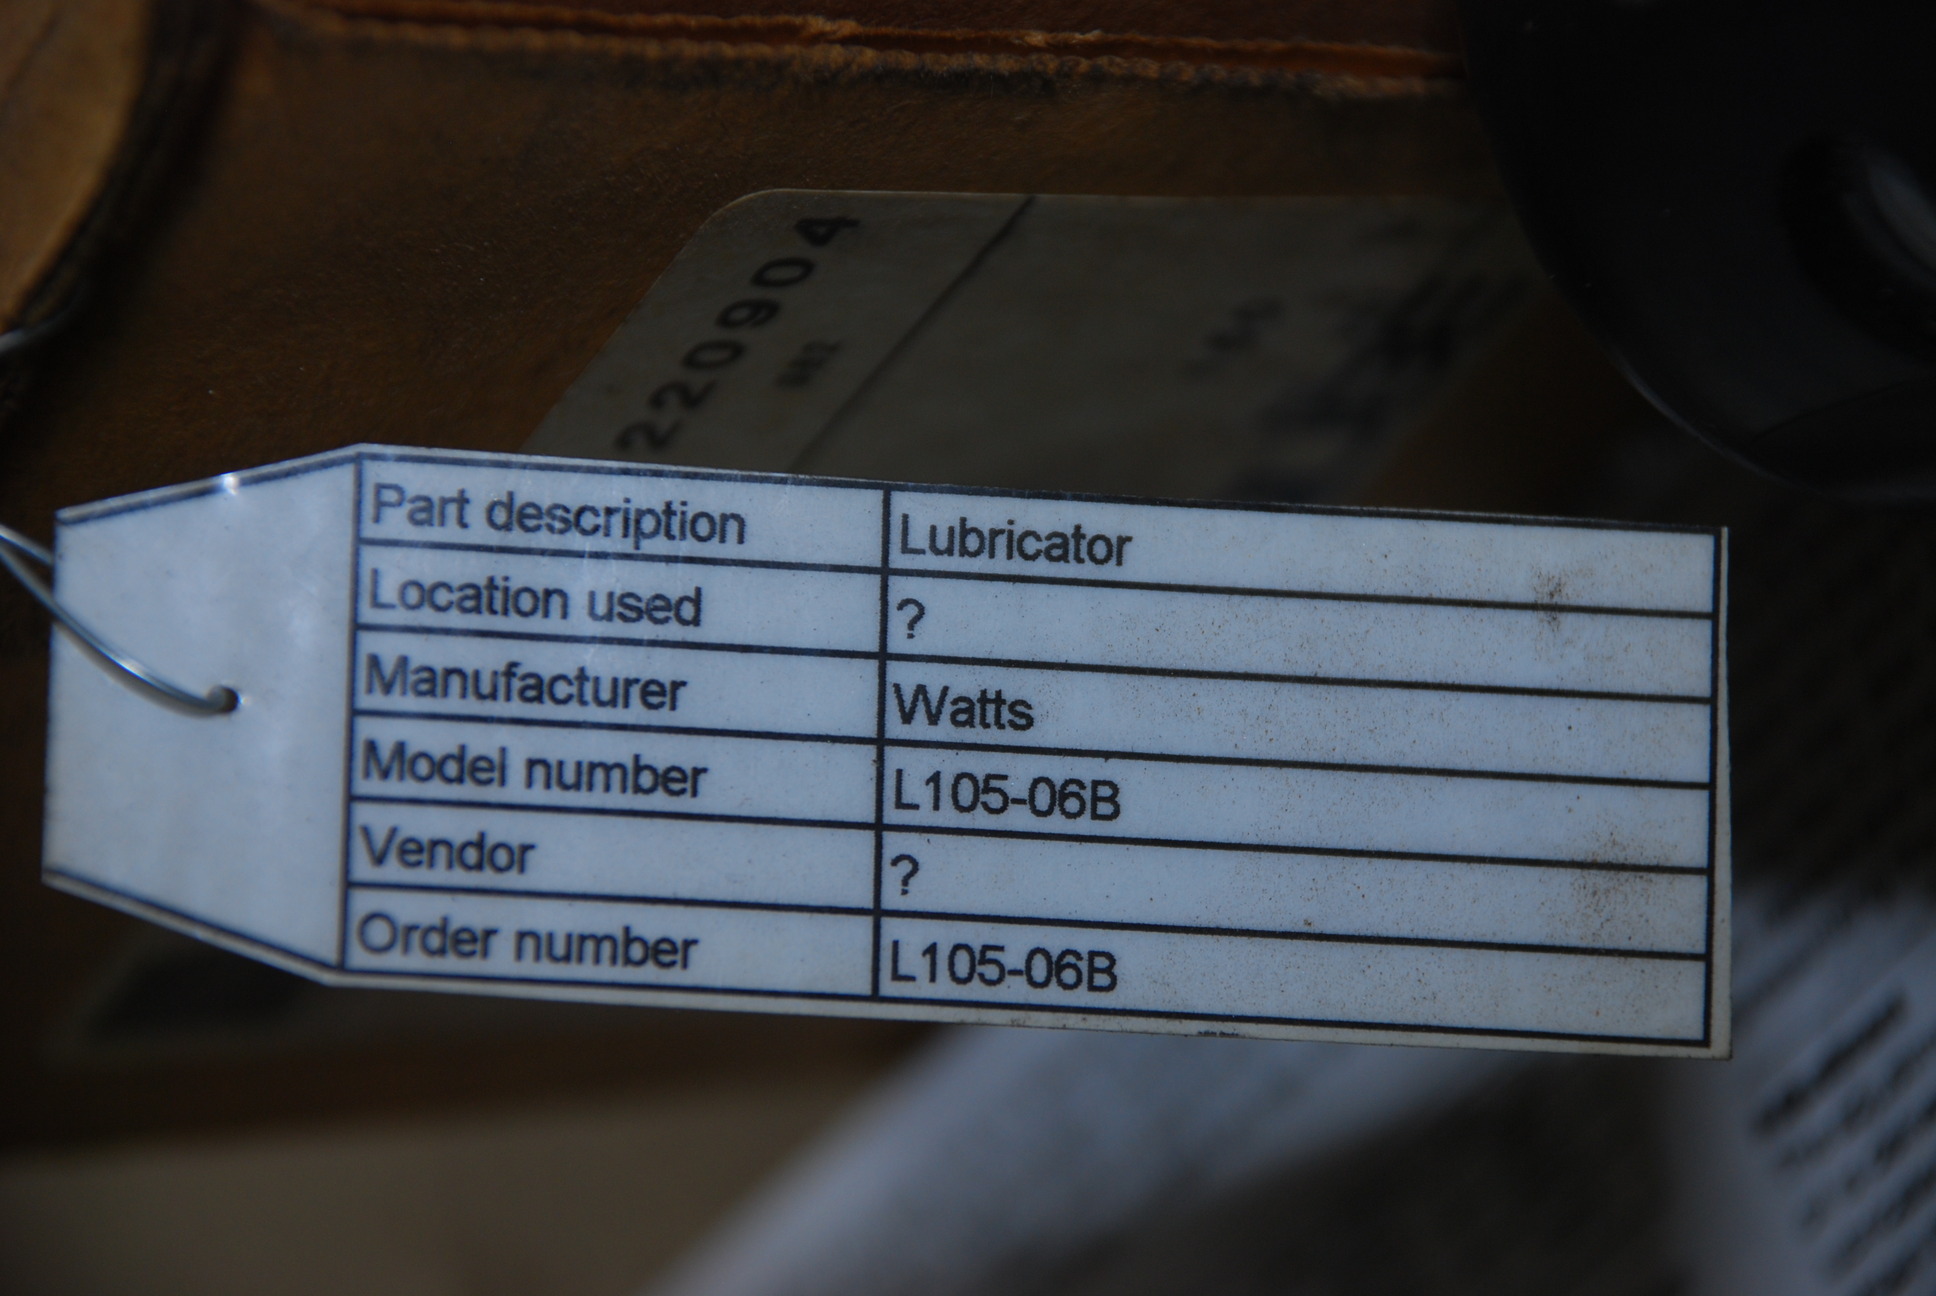 220904
Part description Lubricator
Location used ?
Manufacturer Watts
Model number L105-06B
Vendor ?
Order number L105-06B